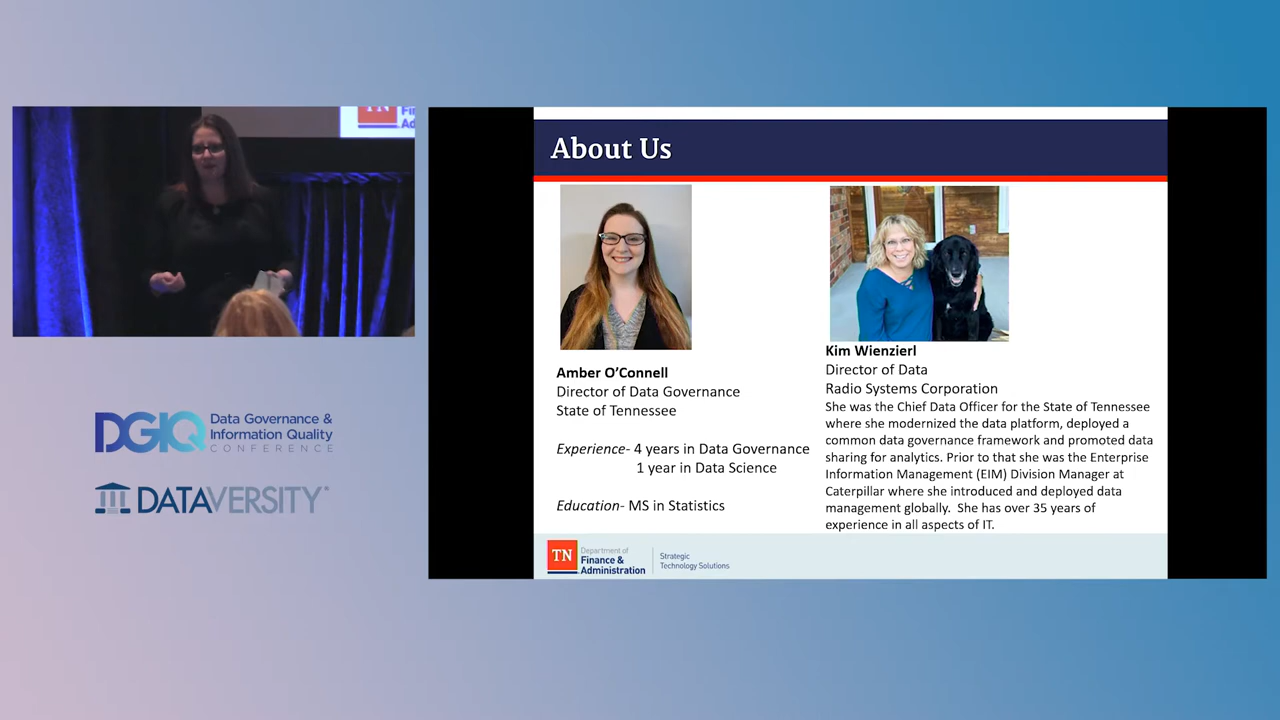 TN
Fin
Ad
DGIQ
Data Governance &
Information Quality
CONFERENCE
DATAVERSITY
About Us
Amber O’Connell
Director of Data Governance
State of Tennessee
Experience- 4 years in Data Governance
1 year in Data Science
Education- MS in Statistics
Kim Wienzierl
Director of Data
Radio Systems Corporation
She was the Chief Data Officer for the State of Tennessee
where she modernized the data platform, deployed a
common data governance framework and promoted data
sharing for analytics. Prior to that she was the Enterprise
Information Management (EIM) Division Manager at
Caterpillar where she introduced and deployed data
management globally.  She has over 35 years of
experience in all aspects of IT.
TN
Department of
Finance &
Administration
Strategic
Technology Solutions